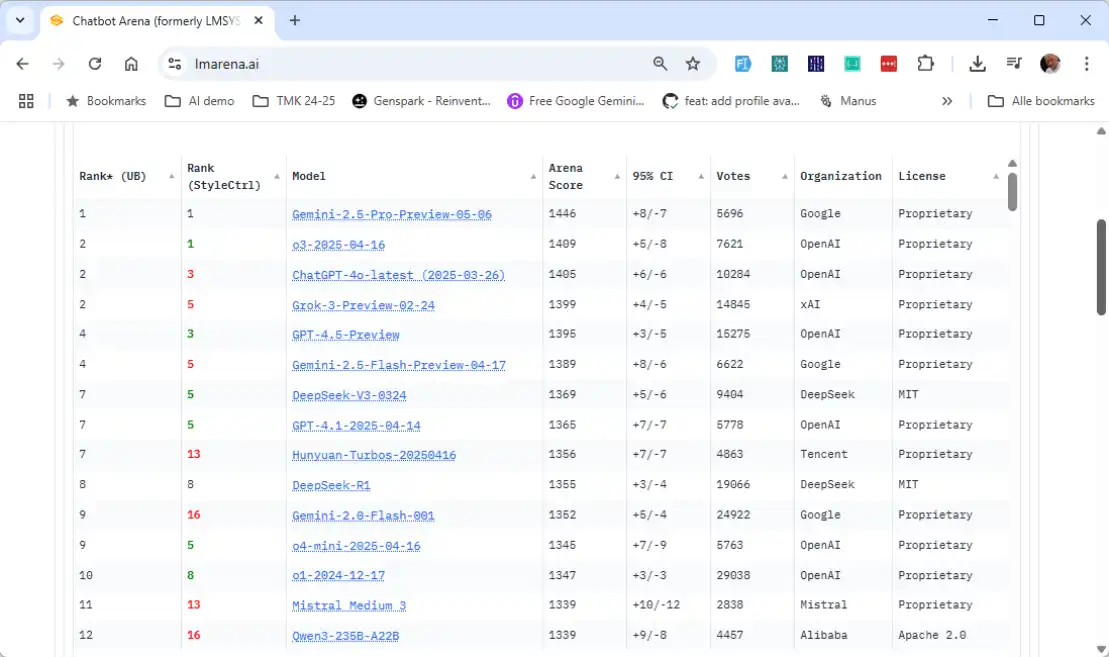 Chatbot Arena (formerly LMSYS
lmarena.ai
Bookmarks AI demo TMK 24-25 Genspark - Reinvent... Free Google Gemini... feat: add profile ava... Manus » Alle bookmarks
Rank* (UB) Rank (StyleCtrl) Model Arena Score 95% CI Votes Organization License
1 1 Gemini-2.5-Pro-Preview-05-06 1446 +8/-7 5696 Google Proprietary
2 1 o3-2025-04-16 1409 +5/-8 7621 OpenAI Proprietary
2 3 ChatGPT-4o-latest (2025-03-26) 1405 +6/-6 10284 OpenAI Proprietary
2 5 Grok-3-Preview-02-24 1399 +4/-5 14845 xAI Proprietary
4 3 GPT-4.5-Preview 1395 +3/-5 15275 OpenAI Proprietary
4 5 Gemini-2.5-Flash-Preview-04-17 1389 +8/-6 6622 Google Proprietary
7 5 DeepSeek-V3-0324 1369 +5/-6 9404 DeepSeek MIT
7 5 GPT-4.1-2025-04-14 1365 +7/-7 5778 OpenAI Proprietary
7 13 Hunyuan-Turbos-20250416 1356 +7/-7 4863 Tencent Proprietary
8 8 DeepSeek-R1 1355 +3/-4 19066 DeepSeek MIT
9 16 Gemini-2.0-Flash-001 1352 +5/-4 24922 Google Proprietary
9 5 o4-mini-2025-04-16 1345 +7/-9 5763 OpenAI Proprietary
10 8 o1-2024-12-17 1347 +3/-3 29038 OpenAI Proprietary
11 13 Mistral Medium 3 1339 +10/-12 2838 Mistral Proprietary
12 16 Qwen3-235B-A22B 1339 +9/-8 4457 Alibaba Apache 2.0